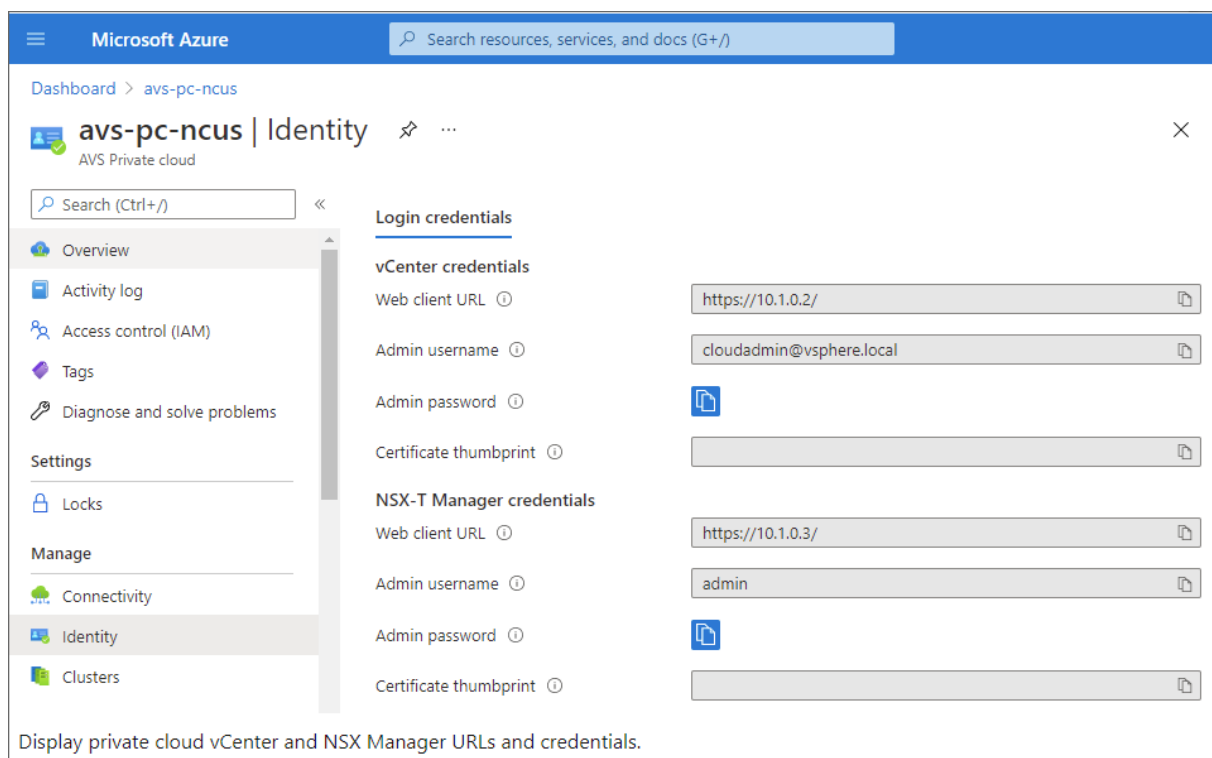 Microsoft Azure
Search resources, services, and docs (G+/)
Dashboard > avs-pc-ncus
avs-pc-ncus | Identity ...
AVS Private cloud
Search (Ctrl+/) «
Overview
Activity log
Access control (IAM)
Tags
Diagnose and solve problems
Settings
Locks
Manage
Connectivity
Identity
Clusters
Login credentials
vCenter credentials
Web client URL https://10.1.0.2/
Admin username cloudadmin@vsphere.local
Admin password
Certificate thumbprint
NSX-T Manager credentials
Web client URL https://10.1.0.3/
Admin username admin
Admin password
Certificate thumbprint
Display private cloud vCenter and NSX Manager URLs and credentials.